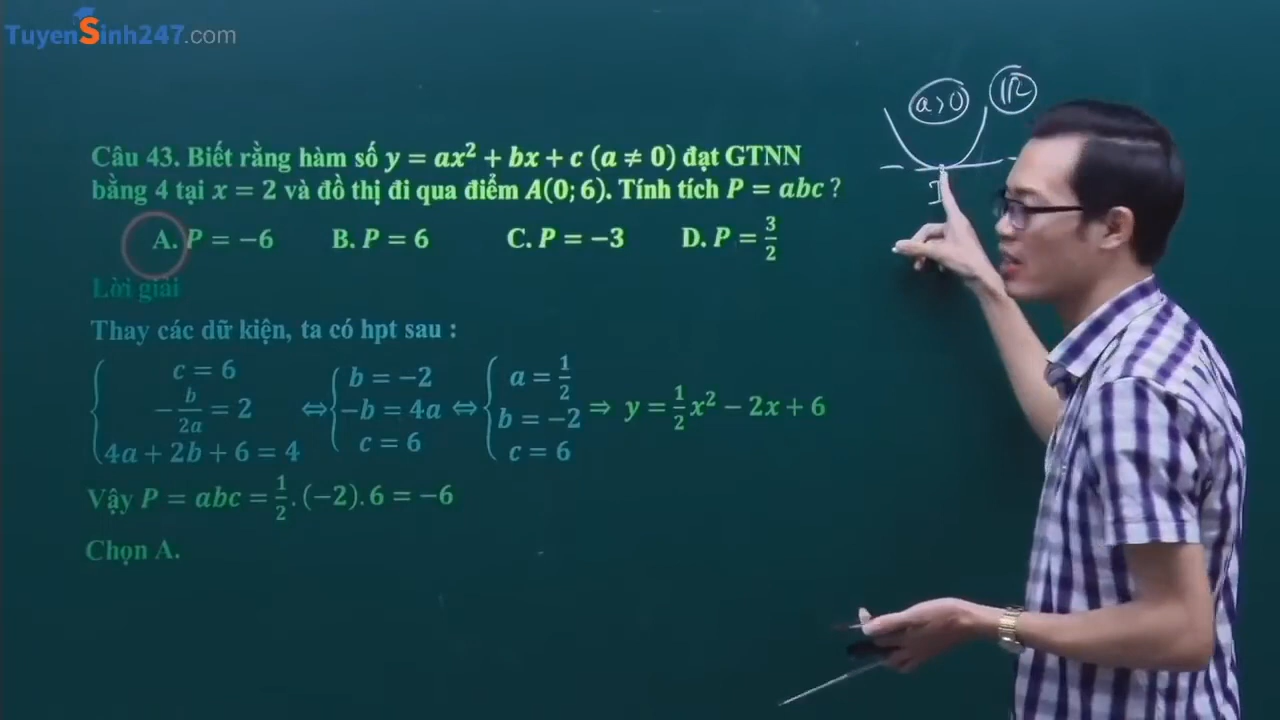 TuyenSinh247.com
a>0 R
I
Câu 43. Biết rằng hàm số y = ax² + bx + c (a ≠ 0) đạt GTNN
bằng 4 tại x = 2 và đồ thị đi qua điểm A(0; 6). Tính tích P = abc ?
A. P = −6 B. P = 6 C. P = −3 D. P = 3/2
Lời giải
Thay các dữ kiện, ta có hpt sau :
{ c = 6; −b/2a = 2; 4a + 2b + 6 = 4 ⇔ { b = −2; −b = 4a; c = 6 ⇔ { a = 1/2; b = −2; c = 6 ⇒ y = 1/2x² − 2x + 6
Vậy P = abc = 1/2.(−2).6 = −6
Chọn A.